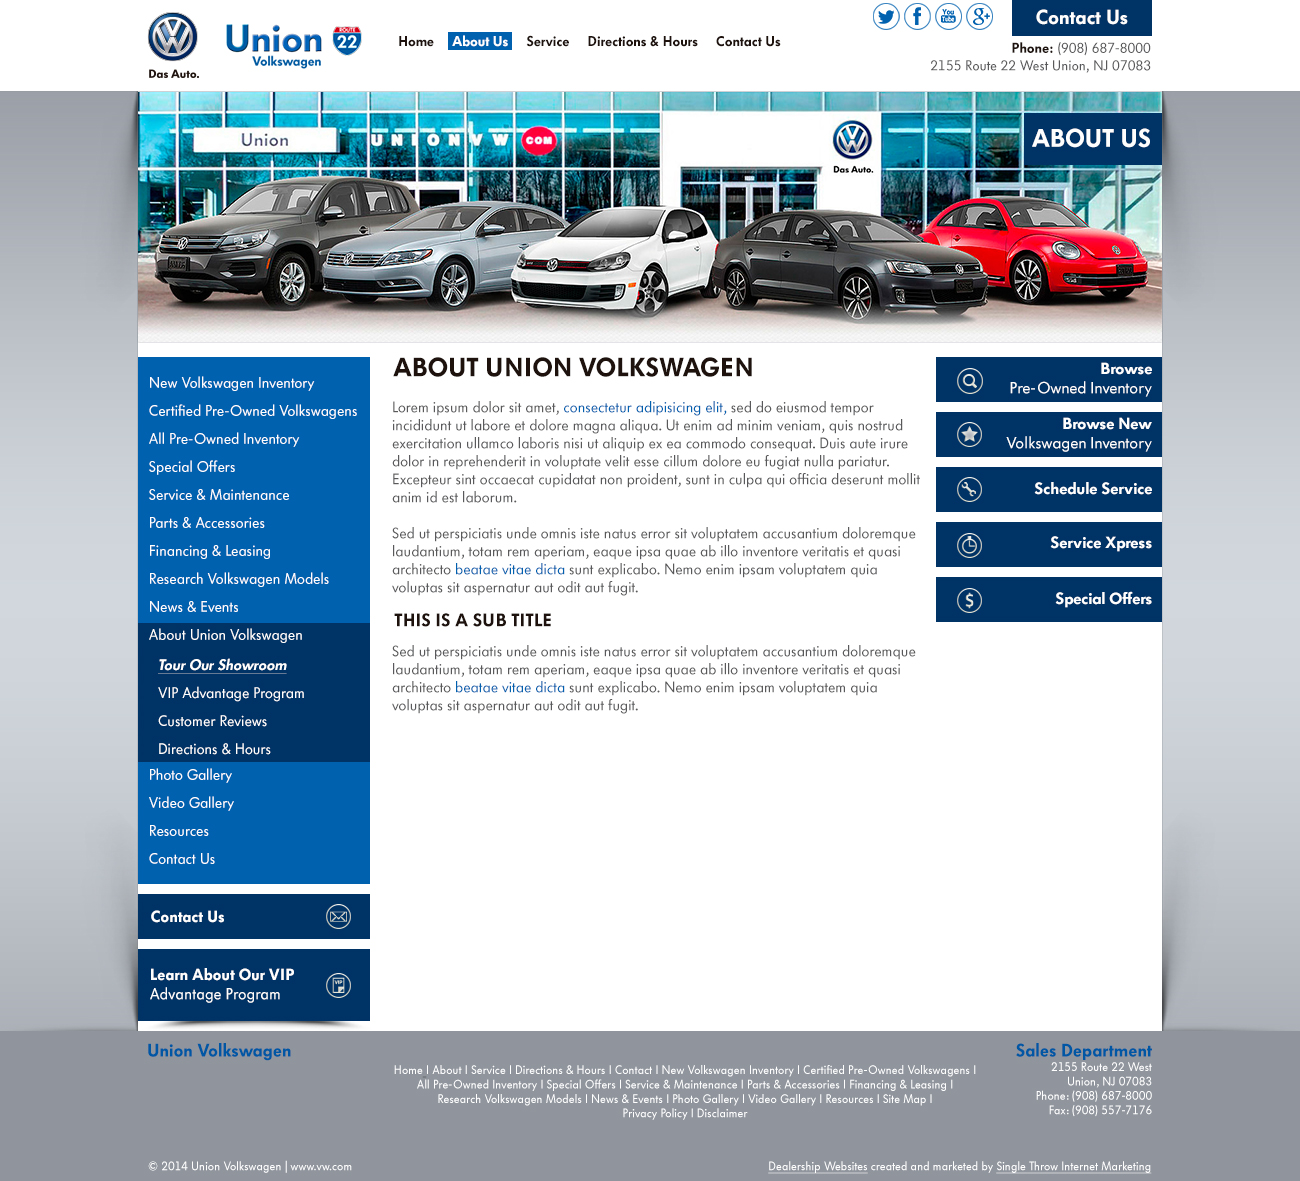 Das Auto.
Union
ROUTE
22
Volkswagen
Home
About Us
Service
Directions & Hours
Contact Us
You
Tube
Contact Us
Phone: (908) 687-8000
2155 Route 22 West Union, NJ 07083
Union
UNIONVW COM
Das Auto.
ABOUT US
New Volkswagen Inventory
Certified Pre-Owned Volkswagens
All Pre-Owned Inventory
Special Offers
Service & Maintenance
Parts & Accessories
Financing & Leasing
Research Volkswagen Models
News & Events
About Union Volkswagen
Tour Our Showroom
VIP Advantage Program
Customer Reviews
Directions & Hours
Photo Gallery
Video Gallery
Resources
Contact Us
Contact Us
Learn About Our VIP
Advantage Program
VIP
ABOUT UNION VOLKSWAGEN
Lorem ipsum dolor sit amet, consectetur adipisicing elit, sed do eiusmod tempor
incididunt ut labore et dolore magna aliqua. Ut enim ad minim veniam, quis nostrud
exercitation ullamco laboris nisi ut aliquip ex ea commodo consequat. Duis aute irure
dolor in reprehenderit in voluptate velit esse cillum dolore eu fugiat nulla pariatur.
Excepteur sint occaecat cupidatat non proident, sunt in culpa qui officia deserunt mollit
anim id est laborum.
Sed ut perspiciatis unde omnis iste natus error sit voluptatem accusantium doloremque
laudantium, totam rem aperiam, eaque ipsa quae ab illo inventore veritatis et quasi
architecto beatae vitae dicta sunt explicabo. Nemo enim ipsam voluptatem quia
voluptas sit aspernatur aut odit aut fugit.
THIS IS A SUB TITLE
Sed ut perspiciatis unde omnis iste natus error sit voluptatem accusantium doloremque
laudantium, totam rem aperiam, eaque ipsa quae ab illo inventore veritatis et quasi
architecto beatae vitae dicta sunt explicabo. Nemo enim ipsam voluptatem quia
voluptas sit aspernatur aut odit aut fugit.
Browse
Pre-Owned Inventory
Browse New
Volkswagen Inventory
Schedule Service
Service Xpress
Special Offers
Union Volkswagen
Home | About | Service | Directions & Hours | Contact | New Volkswagen Inventory | Certified Pre-Owned Volkswagens |
All Pre-Owned Inventory | Special Offers | Service & Maintenance | Parts & Accessories | Financing & Leasing |
Research Volkswagen Models | News & Events | Photo Gallery | Video Gallery | Resources | Site Map |
Privacy Policy | Disclaimer
Sales Department
2155 Route 22 West
Union, NJ 07083
Phone: (908) 687-8000
Fax: (908) 557-7176
© 2014 Union Volkswagen | www.vw.com
Dealership Websites created and marketed by Single Throw Internet Marketing